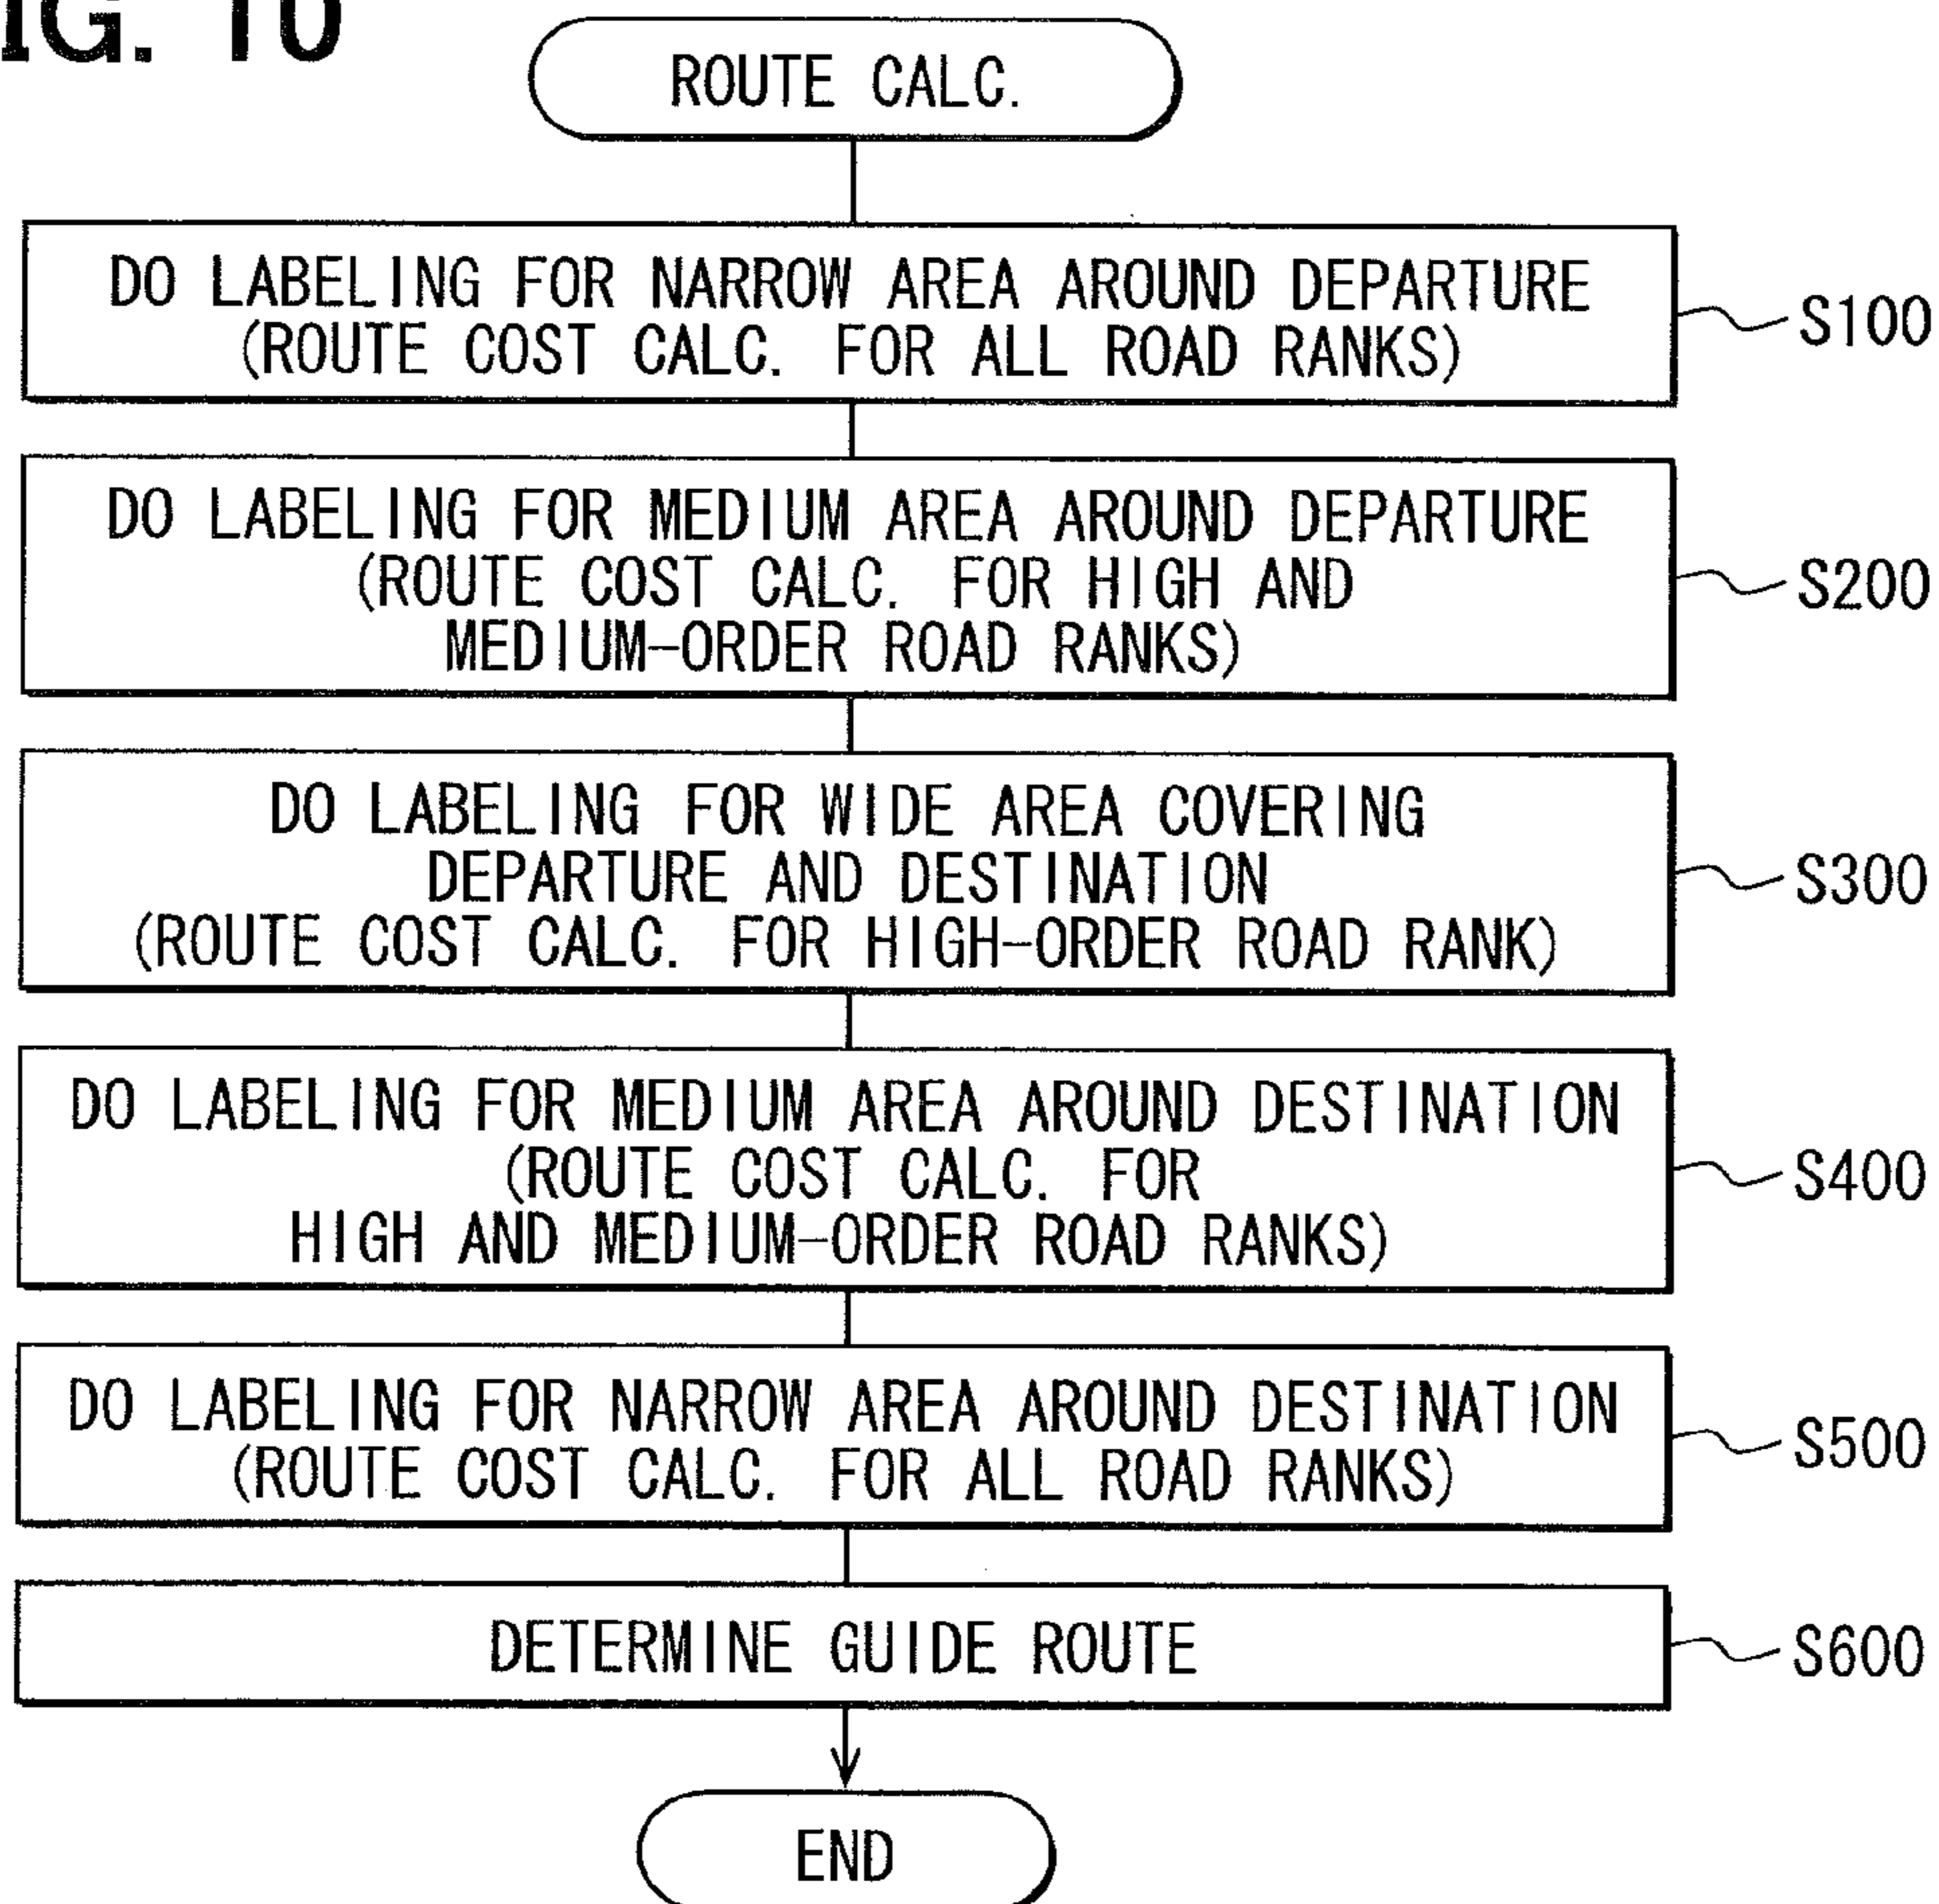 FIG. 10
ROUTE CALC.
DO LABELING FOR NARROW AREA AROUND DEPARTURE
(ROUTE COST CALC. FOR ALL ROAD RANKS)
S100
DO LABELING FOR MEDIUM AREA AROUND DEPARTURE
(ROUTE COST CALC. FOR HIGH AND
MEDIUM-ORDER ROAD RANKS)
S200
DO LABELING FOR WIDE AREA COVERING
DEPARTURE AND DESTINATION
(ROUTE COST CALC. FOR HIGH-ORDER ROAD RANK)
S300
DO LABELING FOR MEDIUM AREA AROUND DESTINATION
(ROUTE COST CALC. FOR
HIGH AND MEDIUM-ORDER ROAD RANKS)
S400
DO LABELING FOR NARROW AREA AROUND DESTINATION
(ROUTE COST CALC. FOR ALL ROAD RANKS)
S500
DETERMINE GUIDE ROUTE
S600
END